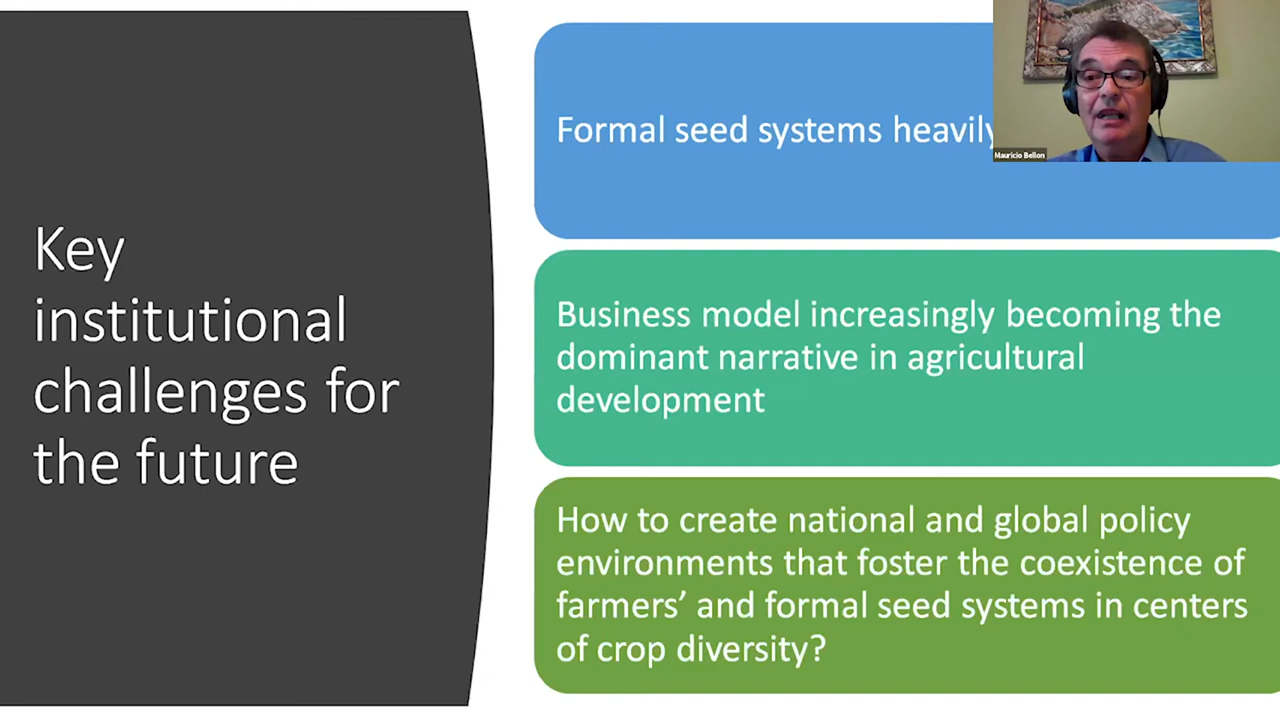 Key
institutional
challenges for
the future
Formal seed systems heavily
Business model increasingly becoming the
dominant narrative in agricultural
development
How to create national and global policy
environments that foster the coexistence of
farmers’ and formal seed systems in centers
of crop diversity?
Mauricio Bellon